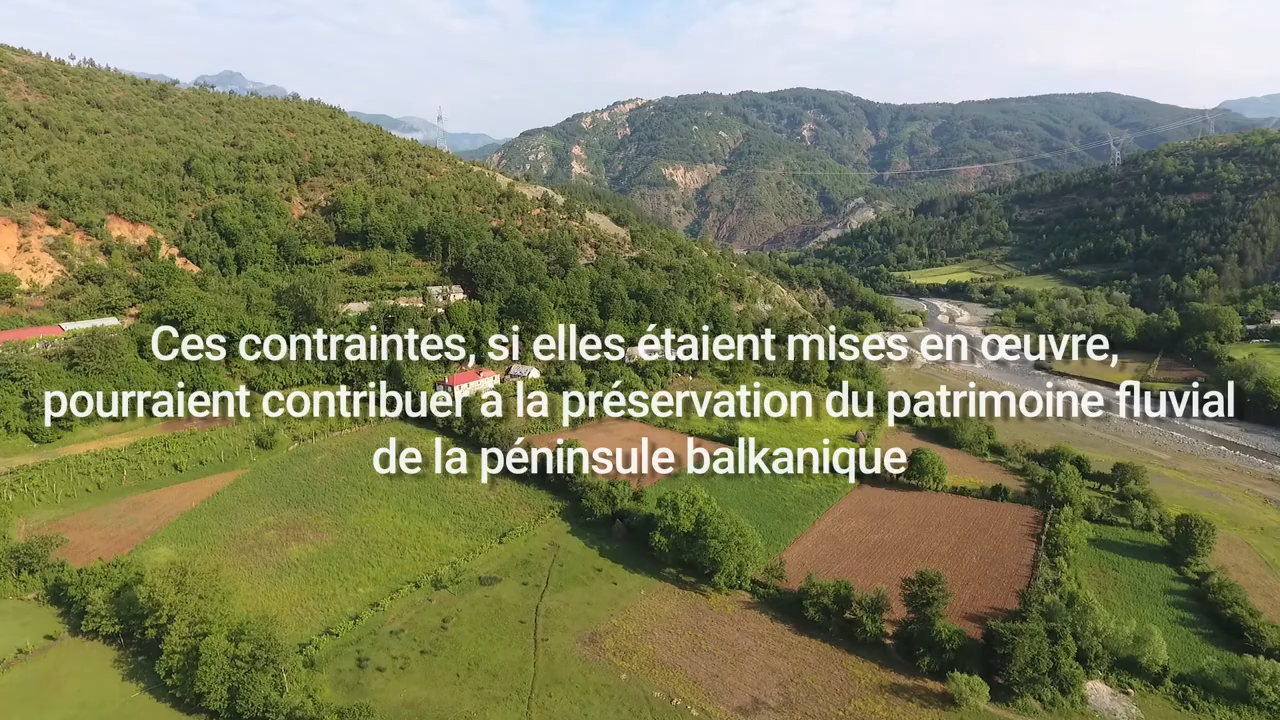 Ces contraintes, si elles étaient mises en œuvre,
pourraient contribuer à la préservation du patrimoine fluvial
de la péninsule balkanique